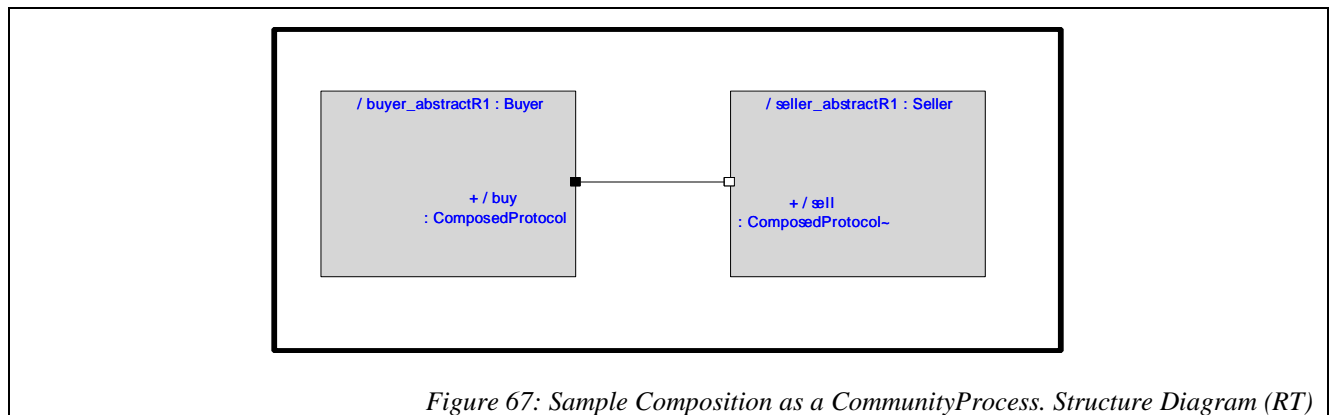 / buyer_abstractR1 : Buyer
/ seller_abstractR1 : Seller
+ / buy
: ComposedProtocol
+ / sell
: ComposedProtocol~
Figure 67: Sample Composition as a CommunityProcess. Structure Diagram (RT)